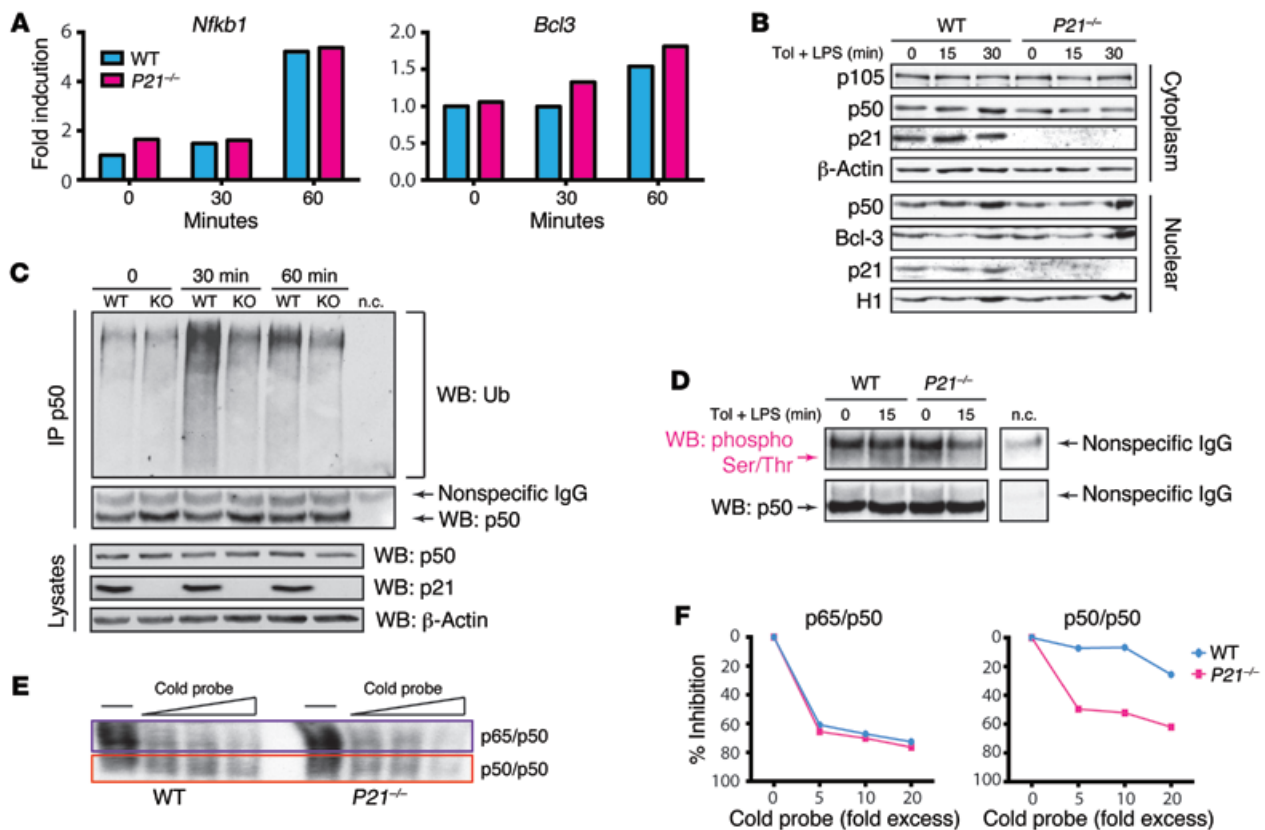 A
Nfkb1
Bcl3
Fold indcution
6
4
2
0
WT
P21−/−
0 30 60
Minutes
2.0
1.5
1.0
0.5
0.0
0 30 60
Minutes
B
WT P21−/−
Tol + LPS (min) 0 15 30 0 15 30
p105
p50
p21
β-Actin
Cytoplasm
p50
Bcl-3
p21
H1
Nuclear
C
0 30 min 60 min
WT KO WT KO WT KO n.c.
IP p50
WB: Ub
Nonspecific IgG
WB: p50
Lysates
WB: p50
WB: p21
WB: β-Actin
D
WT P21−/−
Tol + LPS (min) 0 15 0 15 n.c.
WB: phospho
Ser/Thr
Nonspecific IgG
WB: p50
Nonspecific IgG
E
Cold probe Cold probe
p65/p50
p50/p50
WT P21−/−
F
p65/p50
% Inhibition
0
20
40
60
80
100
0 5 10 20
Cold probe (fold excess)
p50/p50
0
20
40
60
80
100
0 5 10 20
Cold probe (fold excess)
WT
P21−/−